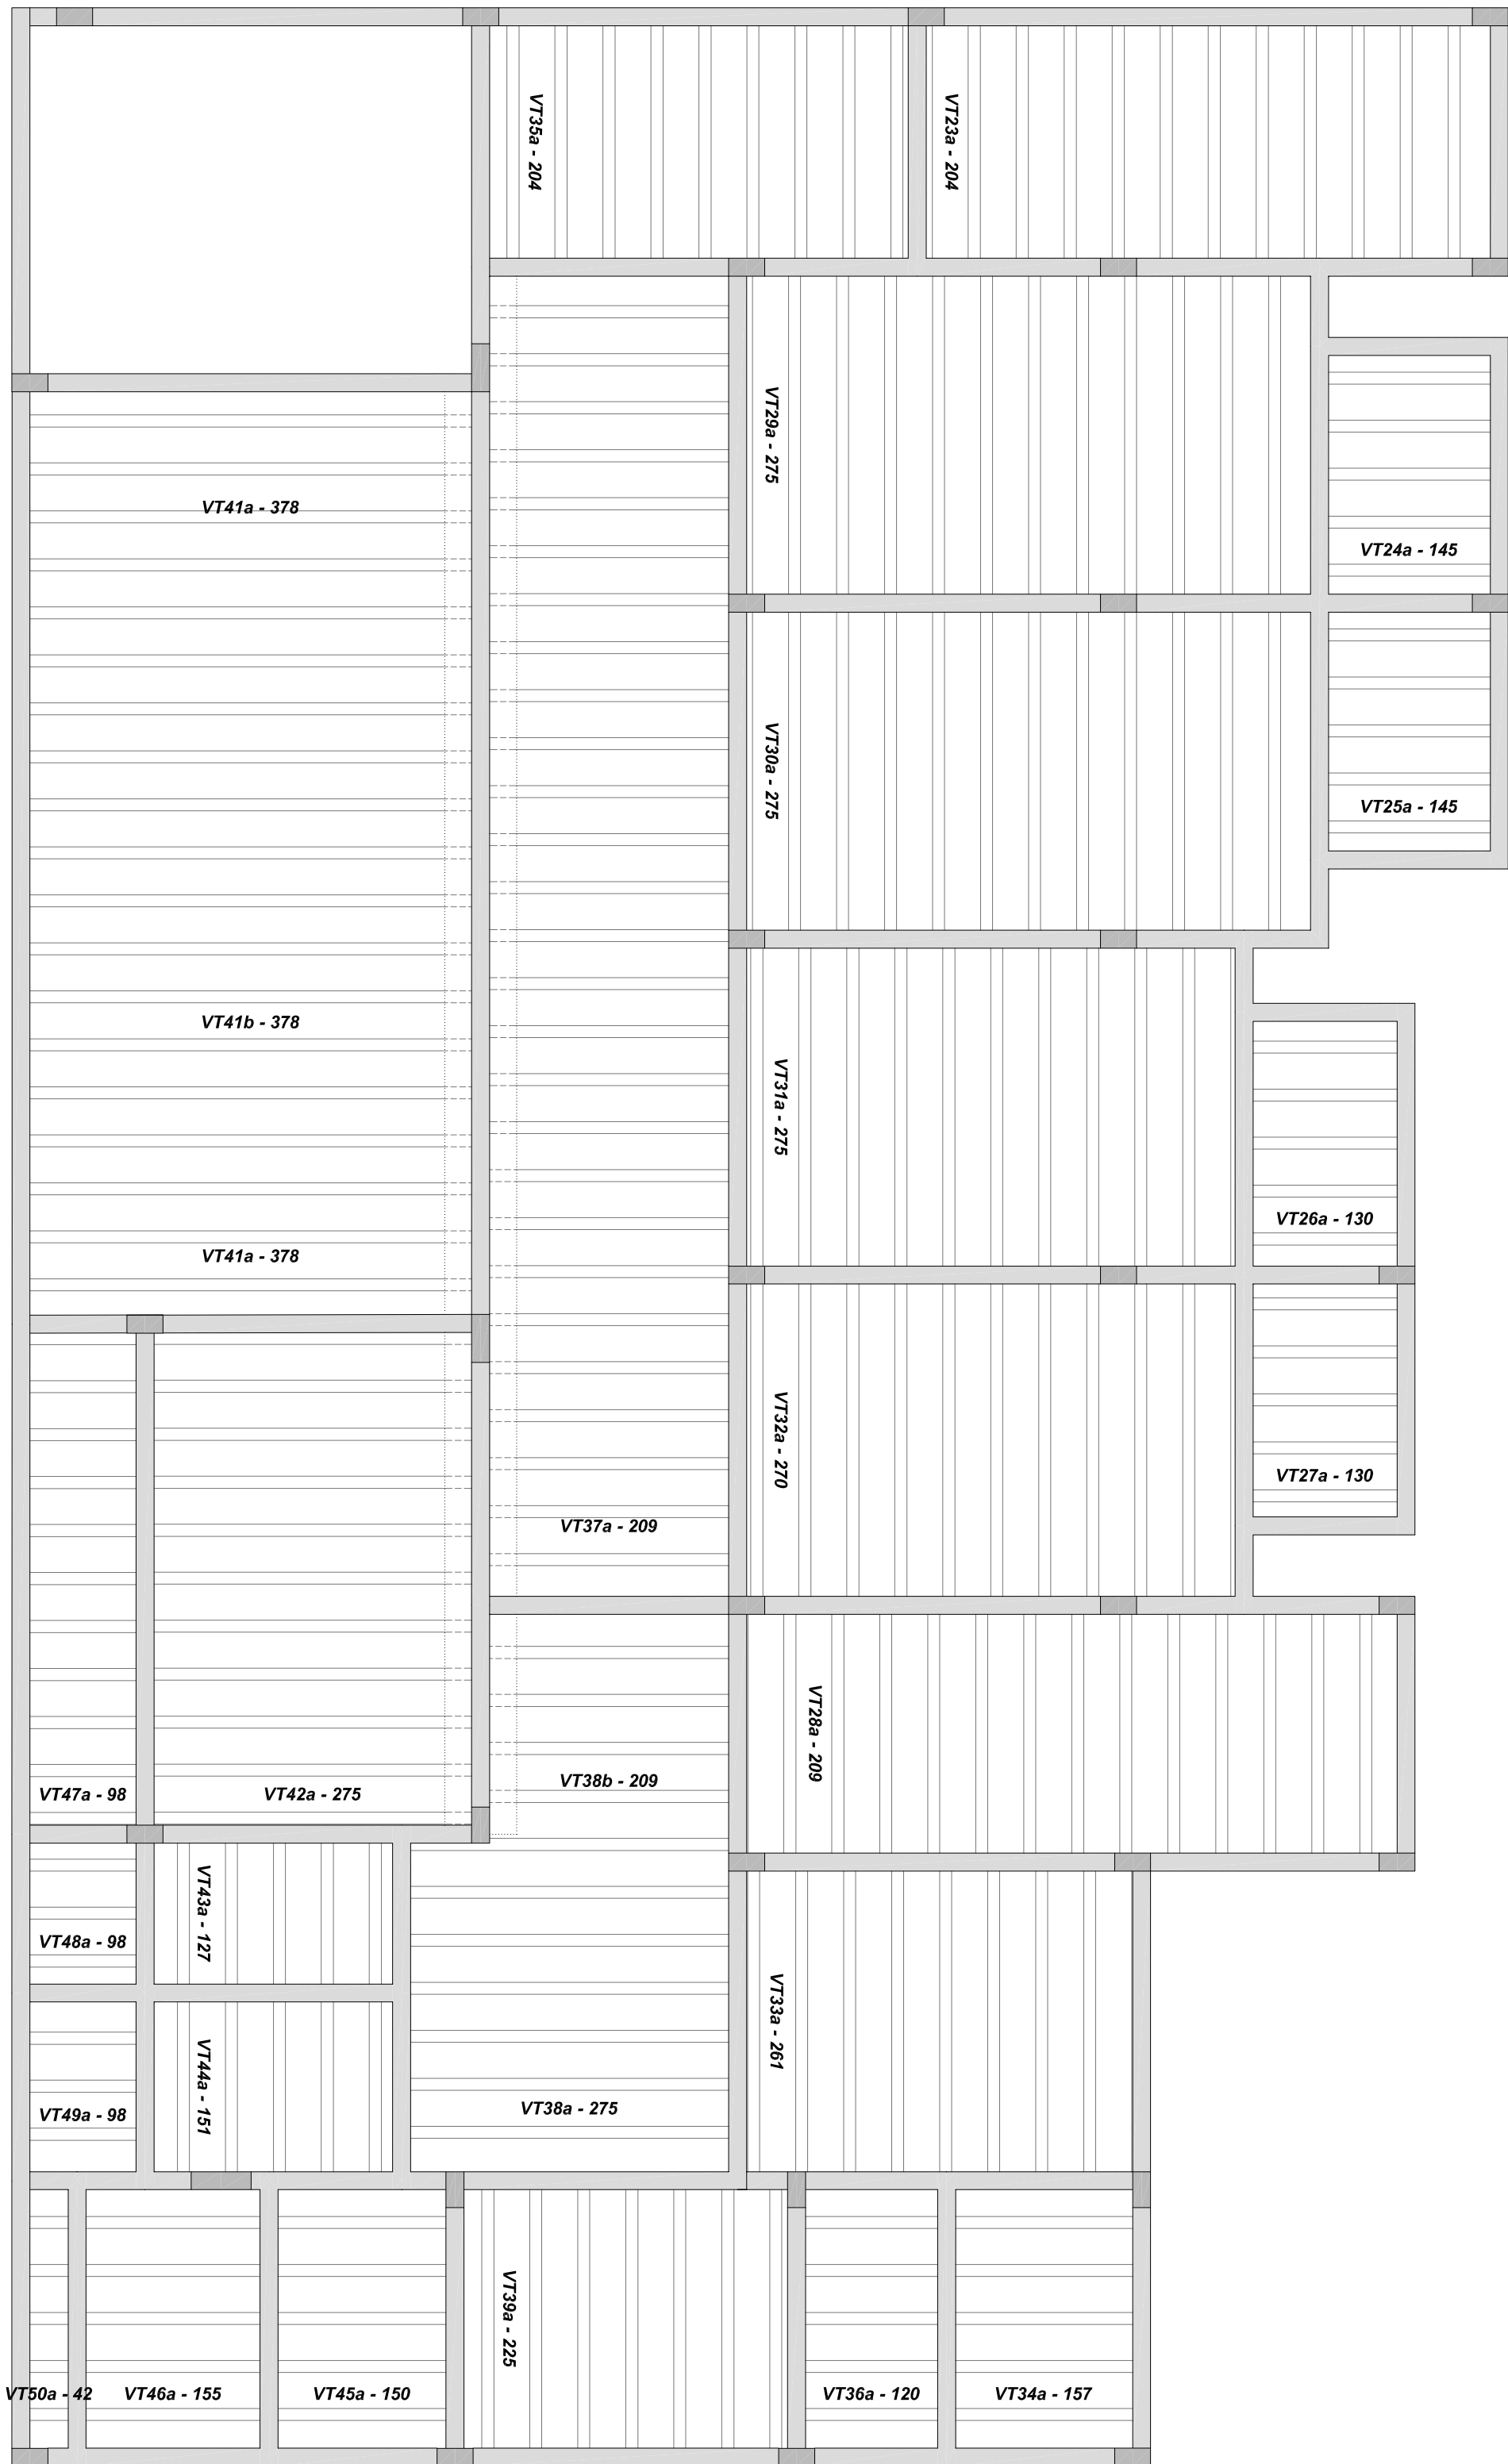 VT35a - 204
VT23a - 204
VT29a - 275
VT41a - 378
VT24a - 145
VT30a - 275
VT25a - 145
VT41b - 378
VT31a - 275
VT26a - 130
VT41a - 378
VT32a - 270
VT27a - 130
VT37a - 209
VT28a - 209
VT38b - 209
VT47a - 98
VT42a - 275
VT43a - 127
VT48a - 98
VT33a - 261
VT44a - 151
VT49a - 98
VT38a - 275
VT39a - 225
VT50a - 42
VT46a - 155
VT45a - 150
VT36a - 120
VT34a - 157